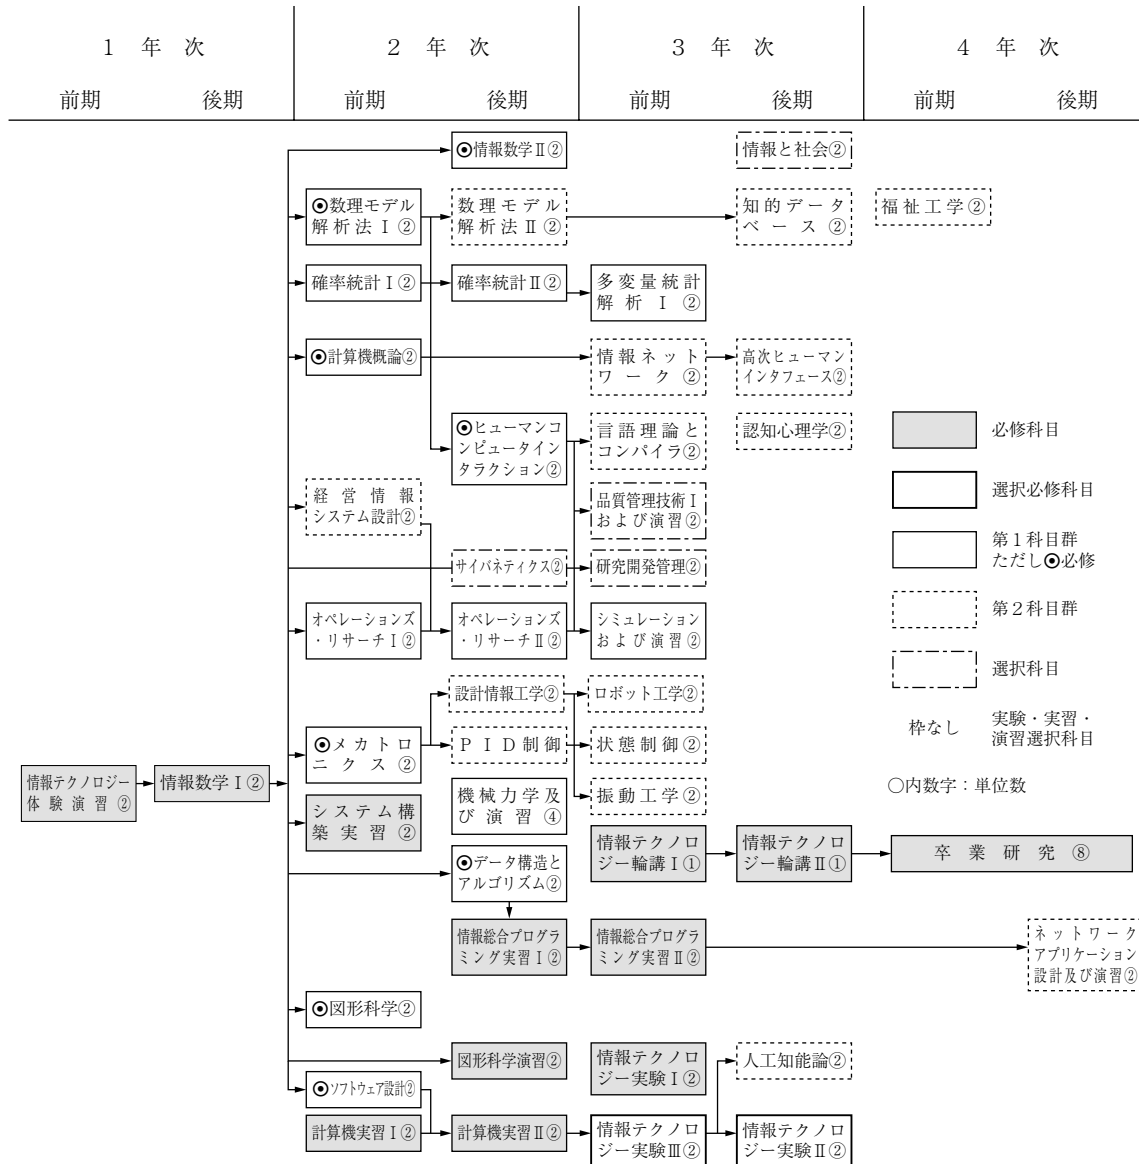 1 年 次
2 年 次
3 年 次
4 年 次
前期
後期
前期
後期
前期
後期
前期
後期
◉情報数学Ⅱ②
情報と社会②
◉数理モデル
解析法Ⅰ②
数理モデル
解析法Ⅱ②
知的データ
ベース②
福祉工学②
確率統計Ⅰ②
確率統計Ⅱ②
多変量統計
解析Ⅰ②
◉計算機概論②
情報ネット
ワーク②
高次ヒューマン
インタフェース②
◉ヒューマンコ
ンピュータイン
タラクション②
言語理論と
コンパイラ②
認知心理学②
経営情報
システム設計②
品質管理技術Ⅰ
および演習②
サイバネティクス②
研究開発管理②
オペレーションズ
・リサーチⅠ②
オペレーションズ
・リサーチⅡ②
シミュレーション
および演習②
設計情報工学②
ロボット工学②
◉メカトロ
ニクス②
PID制御
状態制御②
情報テクノロジー
体験演習②
情報数学Ⅰ②
機械力学及
び演習④
振動工学②
システム構
築実習②
情報テクノロ
ジー輪講Ⅰ①
情報テクノロ
ジー輪講Ⅱ①
卒業研究⑧
◉データ構造と
アルゴリズム②
情報総合プログラ
ミング実習Ⅰ②
情報総合プログラ
ミング実習Ⅱ②
ネットワーク
アプリケーション
設計及び演習②
◉図形科学②
図形科学演習②
情報テクノロ
ジー実験Ⅰ②
人工知能論②
◉ソフトウェア設計②
計算機実習Ⅰ②
計算機実習Ⅱ②
情報テクノロ
ジー実験Ⅲ②
情報テクノロ
ジー実験Ⅱ②
必修科目
選択必修科目
第1科目群
ただし◉必修
第2科目群
選択科目
枠なし
実験・実習・
演習選択科目
○内数字：単位数